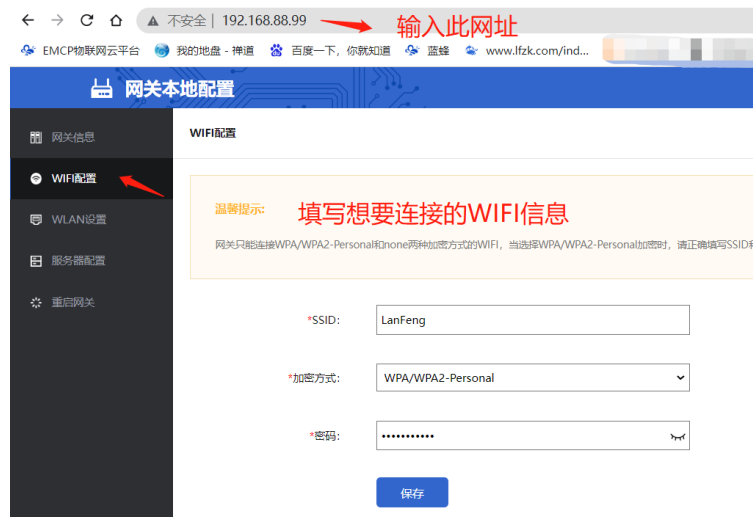 不安全 | 192.168.88.99
输入此网址
EMCP物联网云平台 我的地盘 - 禅道 百度一下，你就知道 蓝蜂 www.lfzk.com/ind...
网关本地配置
网关信息
WIFI配置
WLAN设置
服务器配置
重启网关
WIFI配置
温馨提示:
填写想要连接的WIFI信息
网关只能连接WPA/WPA2-Personal和none两种加密方式的WIFI，当选择WPA/WPA2-Personal加密时，请正确填写SSID和
*SSID: LanFeng
*加密方式: WPA/WPA2-Personal
*密码: •••••••••••
保存